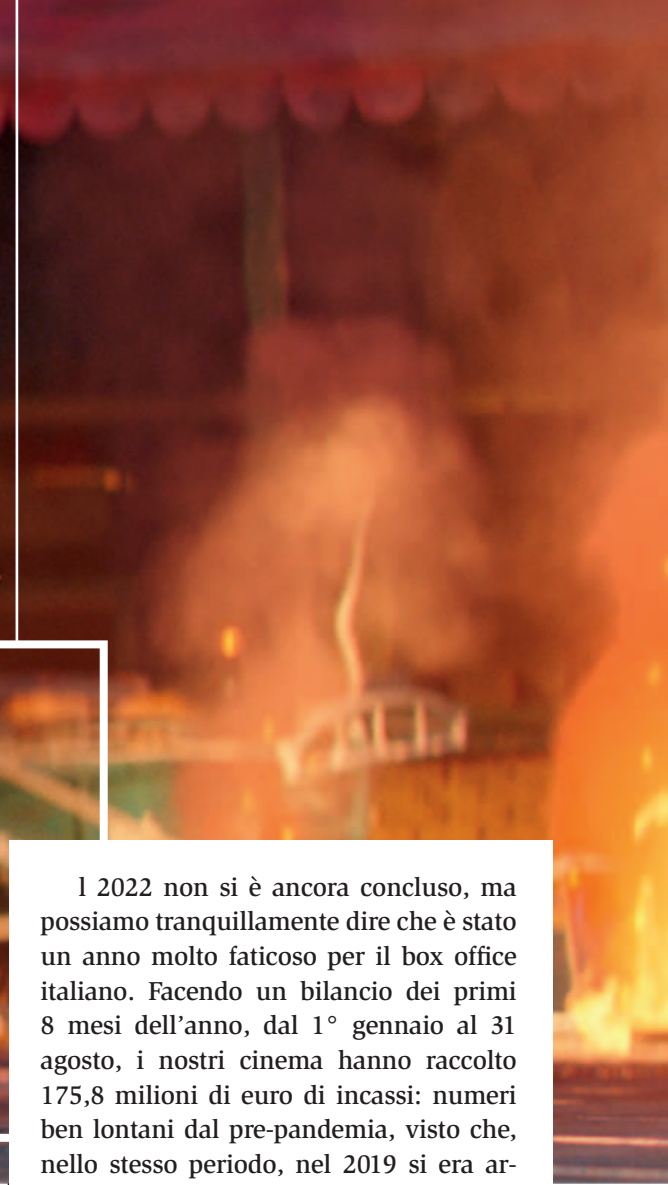 l 2022 non si è ancora concluso, ma
possiamo tranquillamente dire che è stato
un anno molto faticoso per il box office
italiano. Facendo un bilancio dei primi
8 mesi dell'anno, dal 1° gennaio al 31
agosto, i nostri cinema hanno raccolto
175,8 milioni di euro di incassi: numeri
ben lontani dal pre-pandemia, visto che,
nello stesso periodo, nel 2019 si era ar-